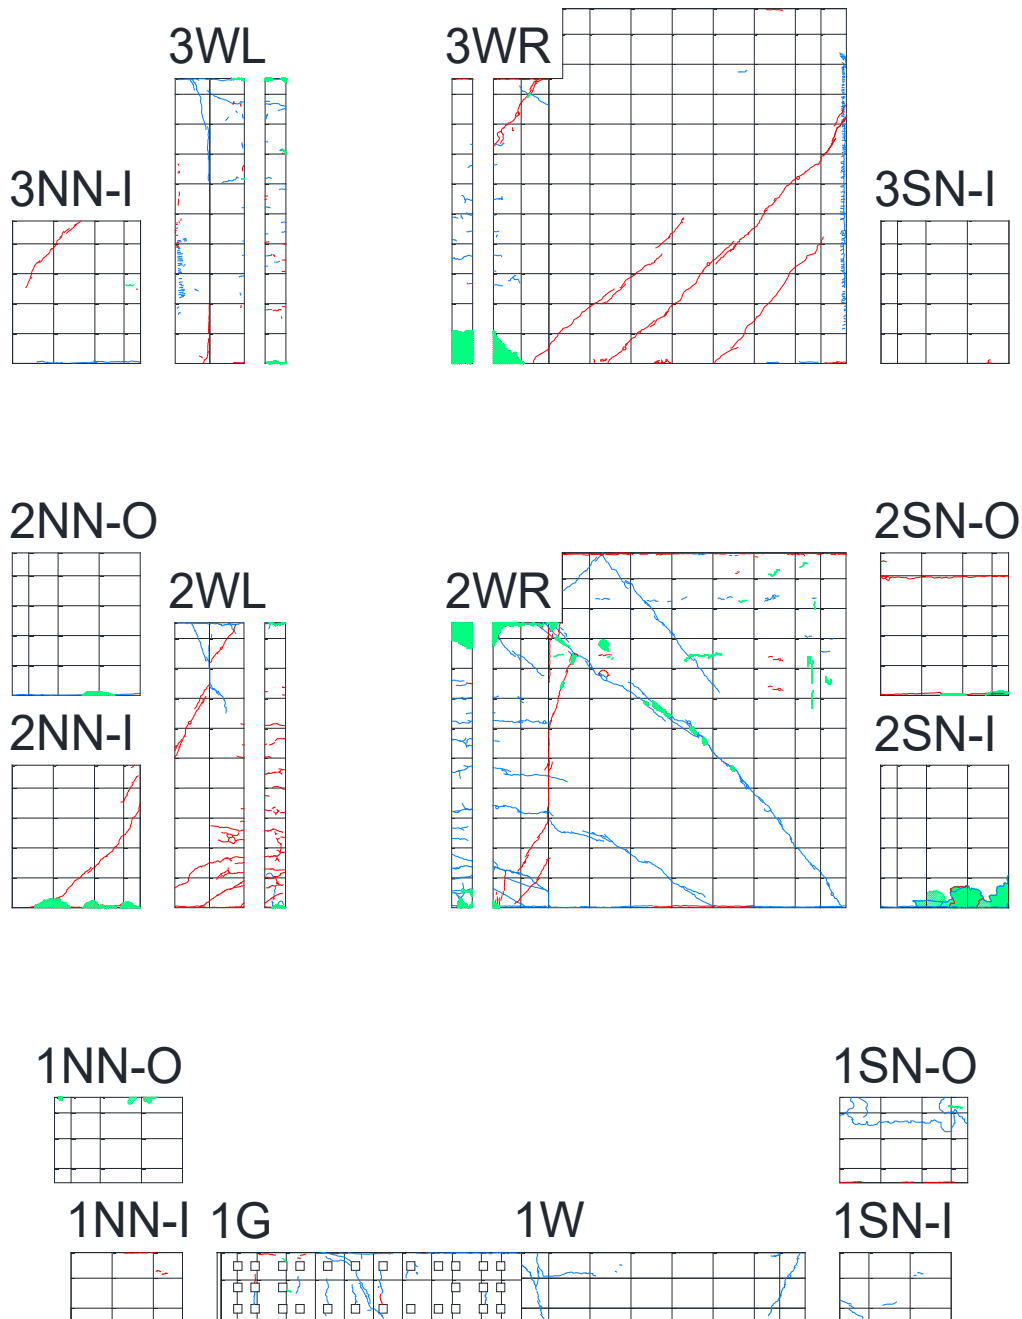 3WL 3WR
3NN-I 3SN-I
2NN-O 2SN-O
2WL 2WR
2NN-I 2SN-I
1NN-O 1SN-O
1NN-I 1G 1W 1SN-I